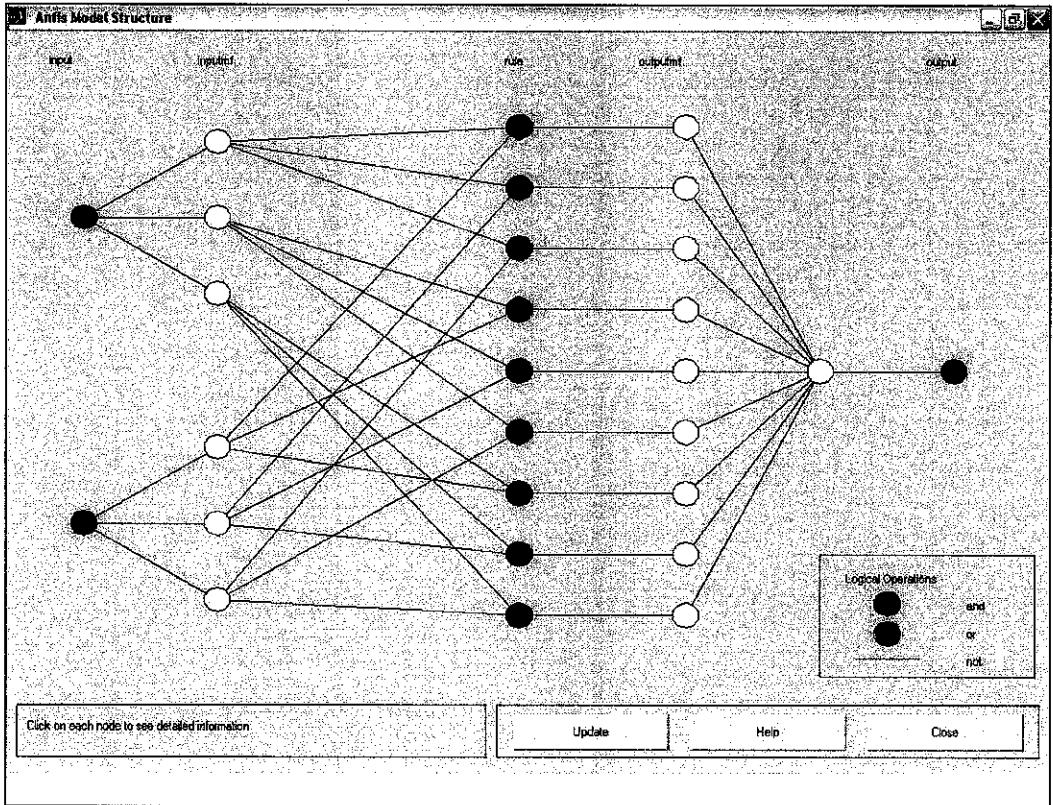 Anfis Model Structure
input inputmf rule outputmf output
Logical Operations
and
or
not
Click on each node to see detailed information
Update Help Close